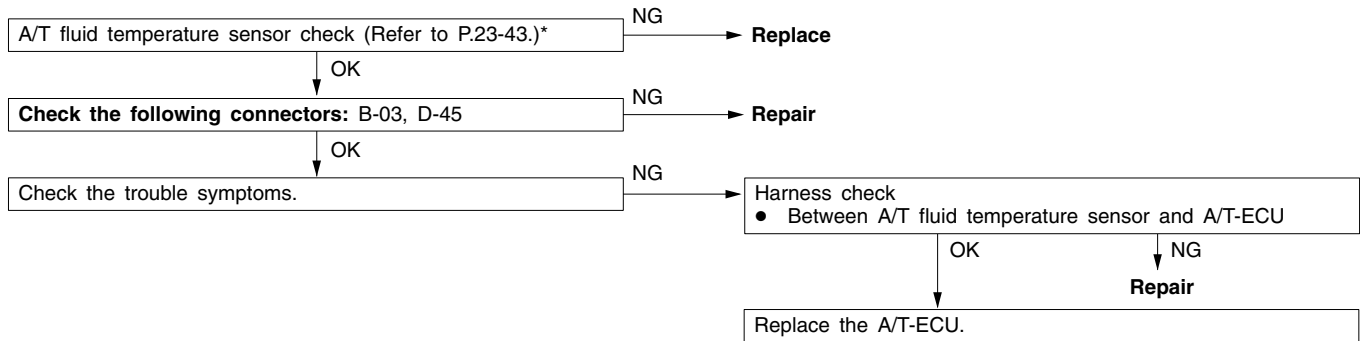 NG
A/T fluid temperature sensor check (Refer to P.23-43.)*
Replace
OK
NG
Check the following connectors: B-03, D-45
Repair
OK
NG
Check the trouble symptoms.
Harness check
● Between A/T fluid temperature sensor and A/T-ECU
OK
NG
Repair
Replace the A/T-ECU.